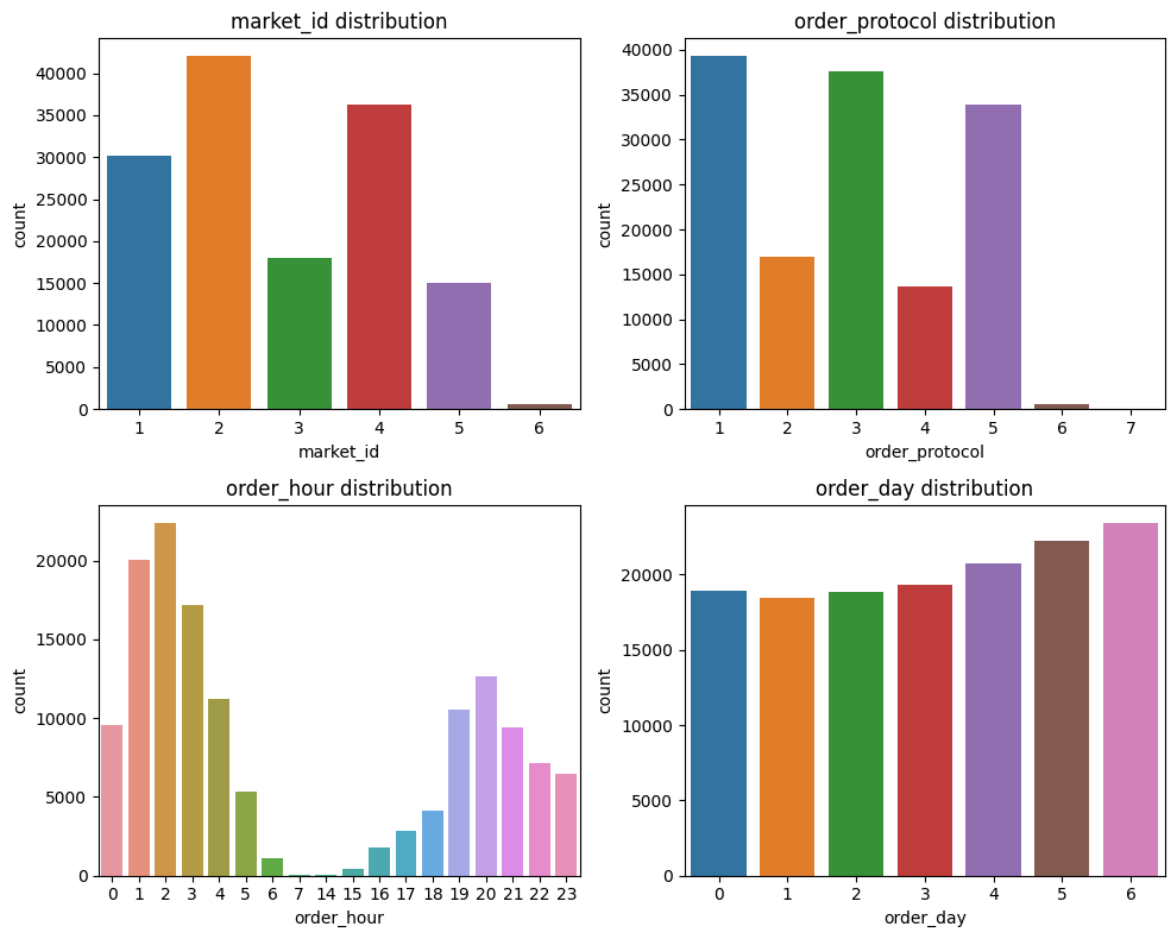 market_id distribution
40000
35000
30000
25000
20000
15000
10000
5000
0
count
1 2 3 4 5 6
market_id
order_protocol distribution
40000
35000
30000
25000
20000
15000
10000
5000
0
count
1 2 3 4 5 6 7
order_protocol
order_hour distribution
20000
15000
10000
5000
0
count
0 1 2 3 4 5 6 7 14 15 16 17 18 19 20 21 22 23
order_hour
order_day distribution
20000
15000
10000
5000
0
count
0 1 2 3 4 5 6
order_day